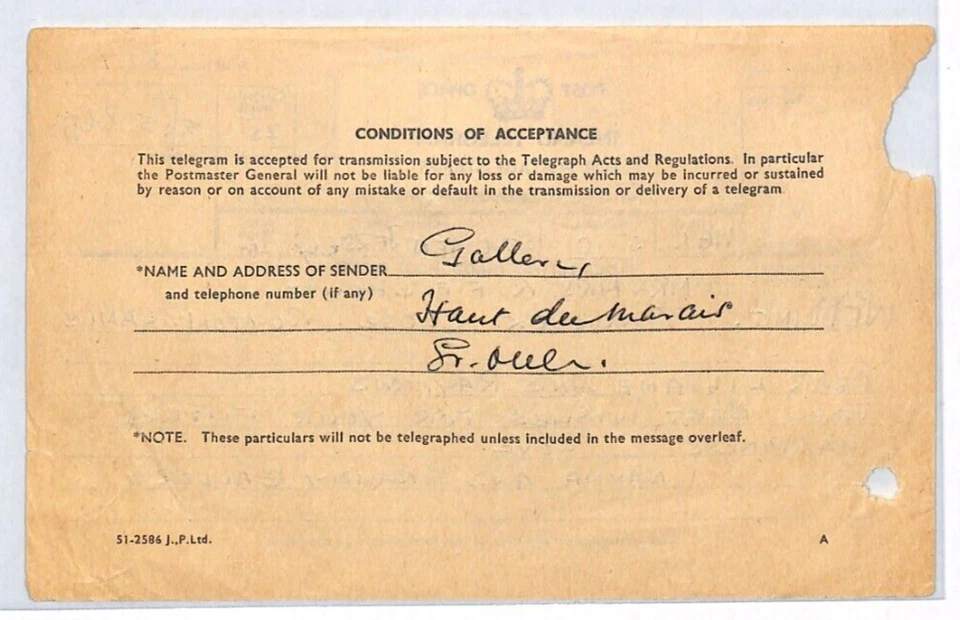 CONDITIONS OF ACCEPTANCE
This telegram is accepted for transmission subject to the Telegraph Acts and Regulations. In particular
the Postmaster General will not be liable for any loss or damage which may be incurred or sustained
by reason or on account of any mistake or default in the transmission or delivery of a telegram
*NAME AND ADDRESS OF SENDER
and telephone number (if any)
Haut du Marais
*NOTE. These particulars will not be telegraphed unless included in the message overleaf.
51-2586 J.,P.Ltd.
A